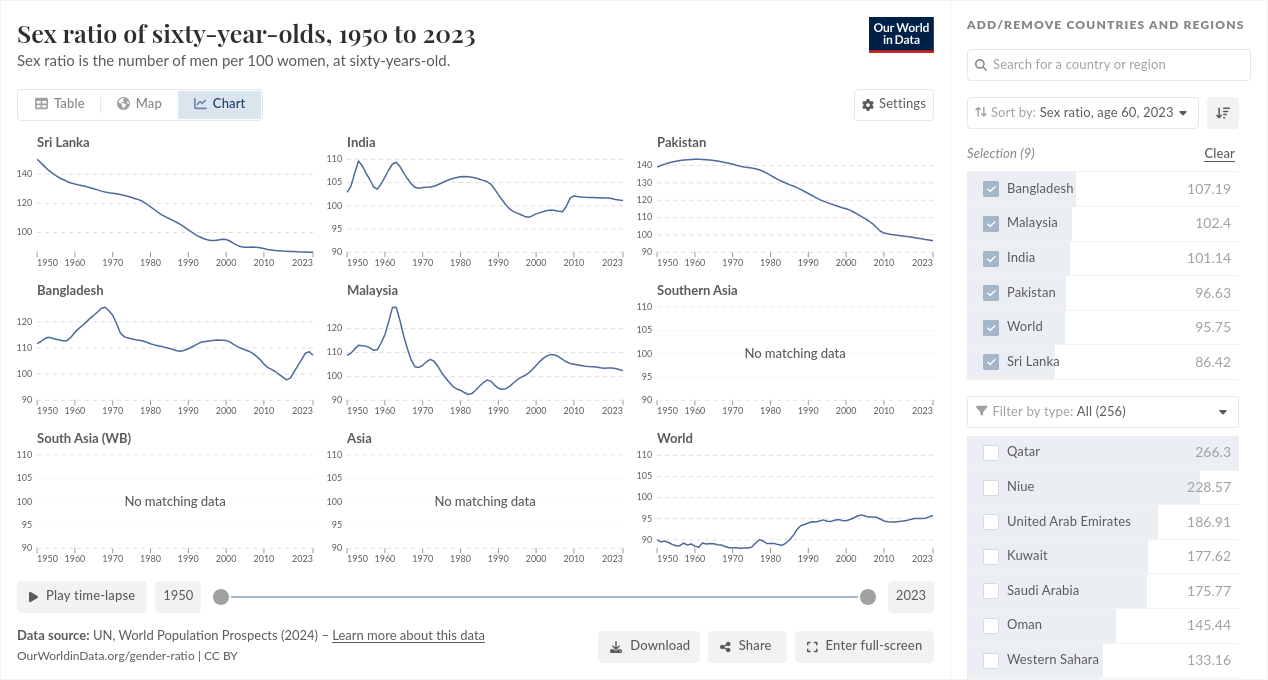 Sex ratio of sixty-year-olds, 1950 to 2023
Sex ratio is the number of men per 100 women, at sixty-years-old.
Our World
in Data
Table
Map
Chart
Settings
Sri Lanka
140
120
100
1950 1960 1970 1980 1990 2000 2010 2023
India
110
105
100
95
90
1950 1960 1970 1980 1990 2000 2010 2023
Pakistan
140
130
120
110
100
90
1950 1960 1970 1980 1990 2000 2010 2023
Bangladesh
120
110
100
90
1950 1960 1970 1980 1990 2000 2010 2023
Malaysia
120
110
100
90
1950 1960 1970 1980 1990 2000 2010 2023
Southern Asia
110
105
100
95
90
No matching data
1950 1960 1970 1980 1990 2000 2010 2023
South Asia (WB)
110
105
100
95
90
No matching data
1950 1960 1970 1980 1990 2000 2010 2023
Asia
110
105
100
95
90
No matching data
1950 1960 1970 1980 1990 2000 2010 2023
World
110
105
100
95
90
1950 1960 1970 1980 1990 2000 2010 2023
Play time-lapse
1950
2023
Data source: UN, World Population Prospects (2024) – Learn more about this data
OurWorldinData.org/gender-ratio | CC BY
Download
Share
Enter full-screen
ADD/REMOVE COUNTRIES AND REGIONS
Search for a country or region
Sort by: Sex ratio, age 60, 2023
Selection (9)
Clear
Bangladesh 107.19
Malaysia 102.4
India 101.14
Pakistan 96.63
World 95.75
Sri Lanka 86.42
Filter by type: All (256)
Qatar 266.3
Niue 228.57
United Arab Emirates 186.91
Kuwait 177.62
Saudi Arabia 175.77
Oman 145.44
Western Sahara 133.16